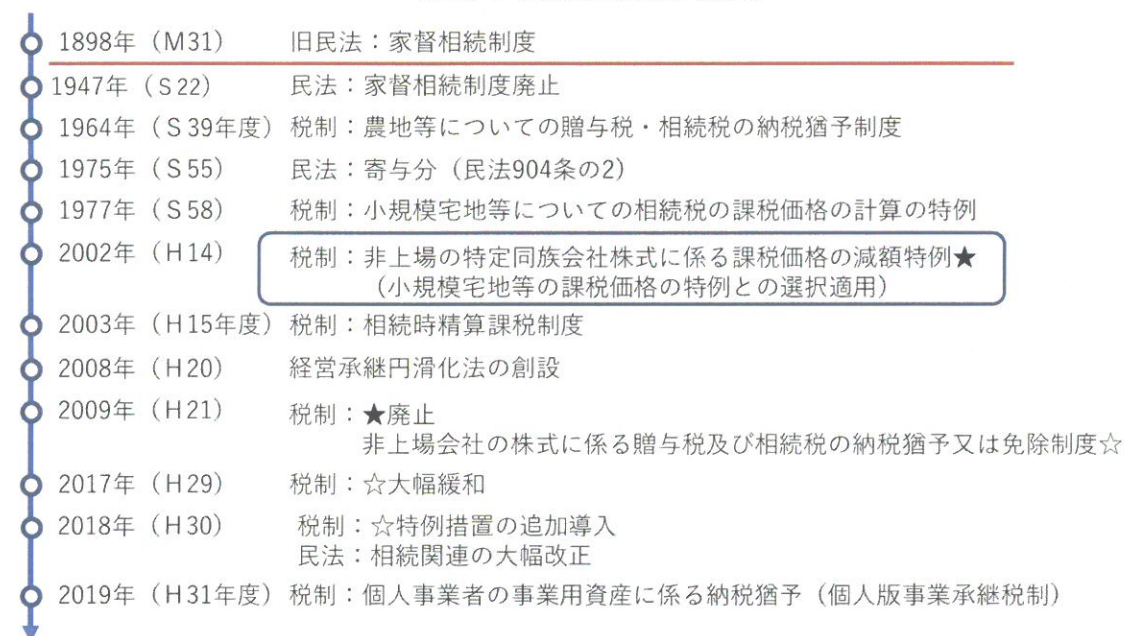 1898年（M31） 旧民法：家督相続制度
1947年（S22） 民法：家督相続制度廃止
1964年（S39年度） 税制：農地等についての贈与税・相続税の納税猶予制度
1975年（S55） 民法：寄与分（民法904条の2）
1977年（S58） 税制：小規模宅地等についての相続税の課税価格の計算の特例
2002年（H14） 税制：非上場の特定同族会社株式に係る課税価格の減額特例★
（小規模宅地等の課税価格の特例との選択適用）
2003年（H15年度） 税制：相続時精算課税制度
2008年（H20） 経営承継円滑化法の創設
2009年（H21） 税制：★廃止
非上場会社の株式に係る贈与税及び相続税の納税猶予又は免除制度☆
2017年（H29） 税制：☆大幅緩和
2018年（H30） 税制：☆特例措置の追加導入
民法：相続関連の大幅改正
2019年（H31年度） 税制：個人事業者の事業用資産に係る納税猶予（個人版事業承継税制）